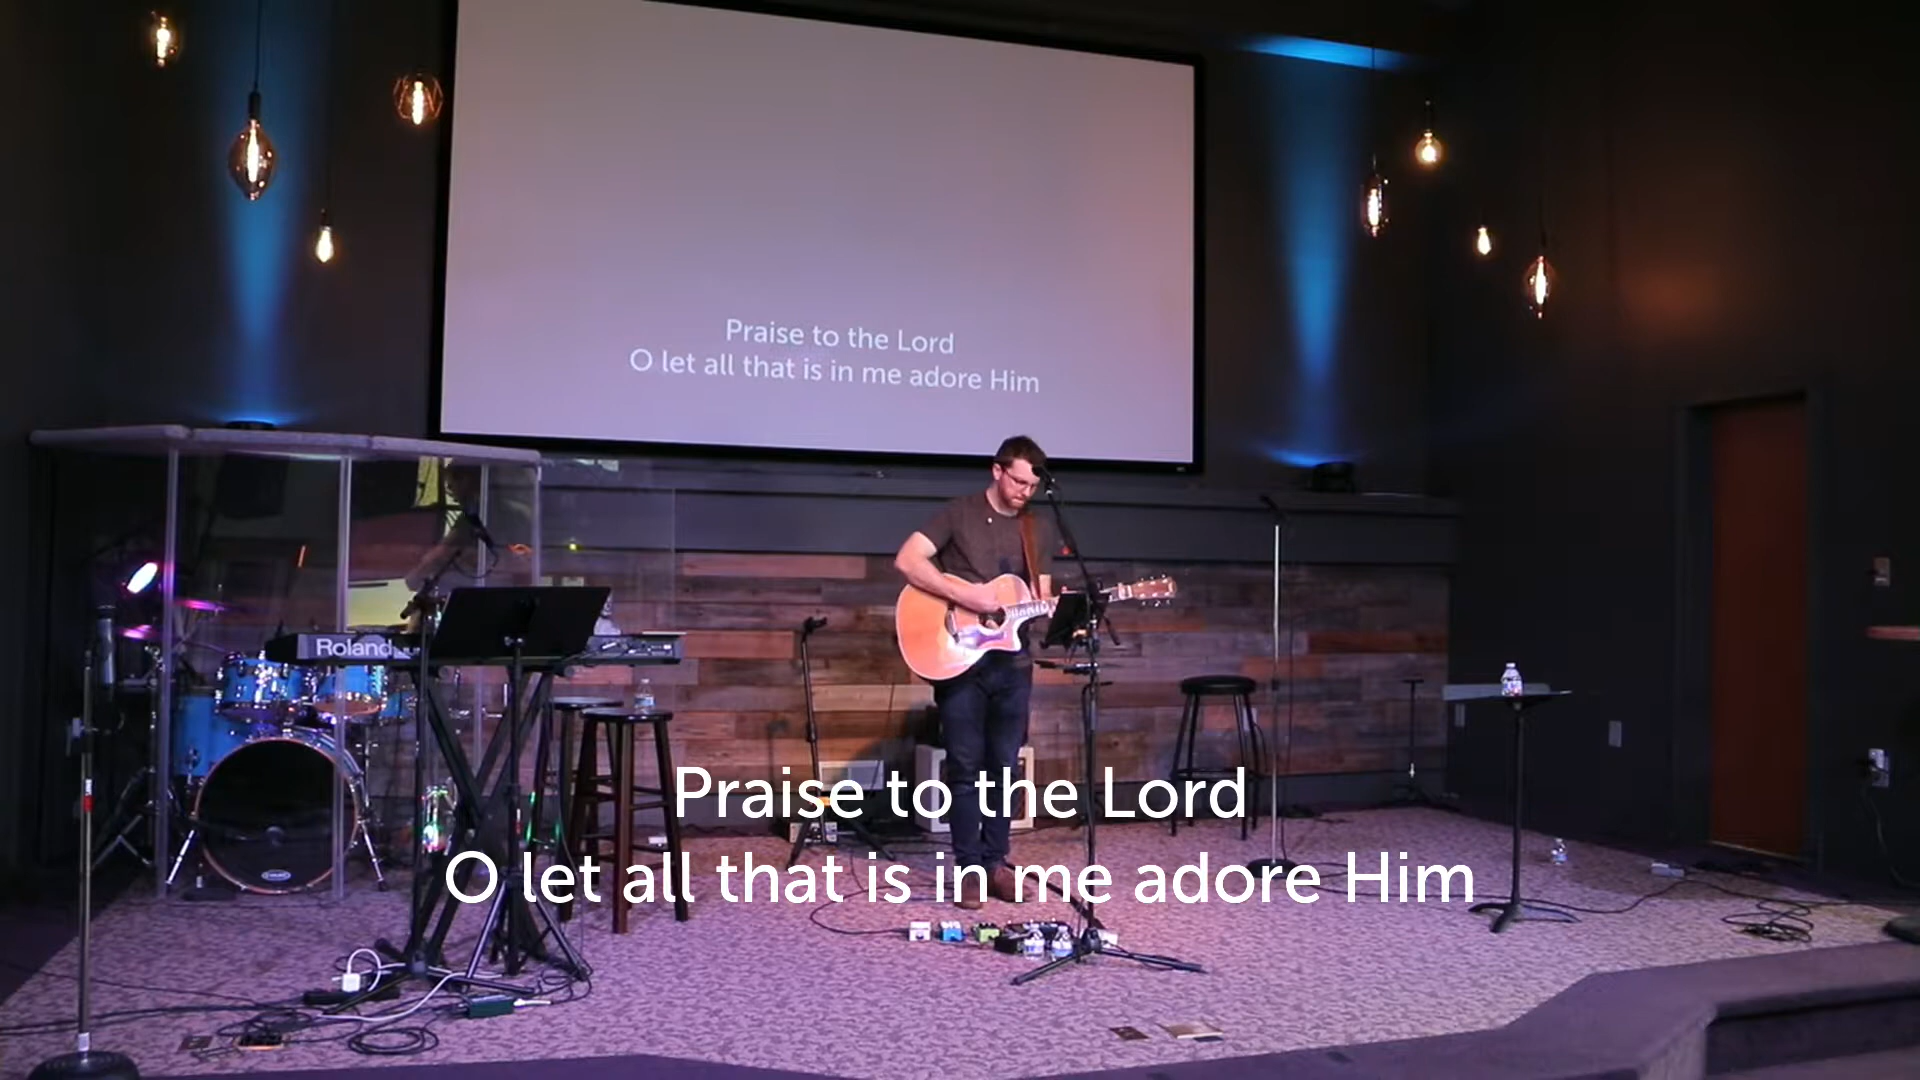 Praise to the Lord
O let all that is in me adore Him
Roland
Praise to the Lord
O let all that is in me adore Him